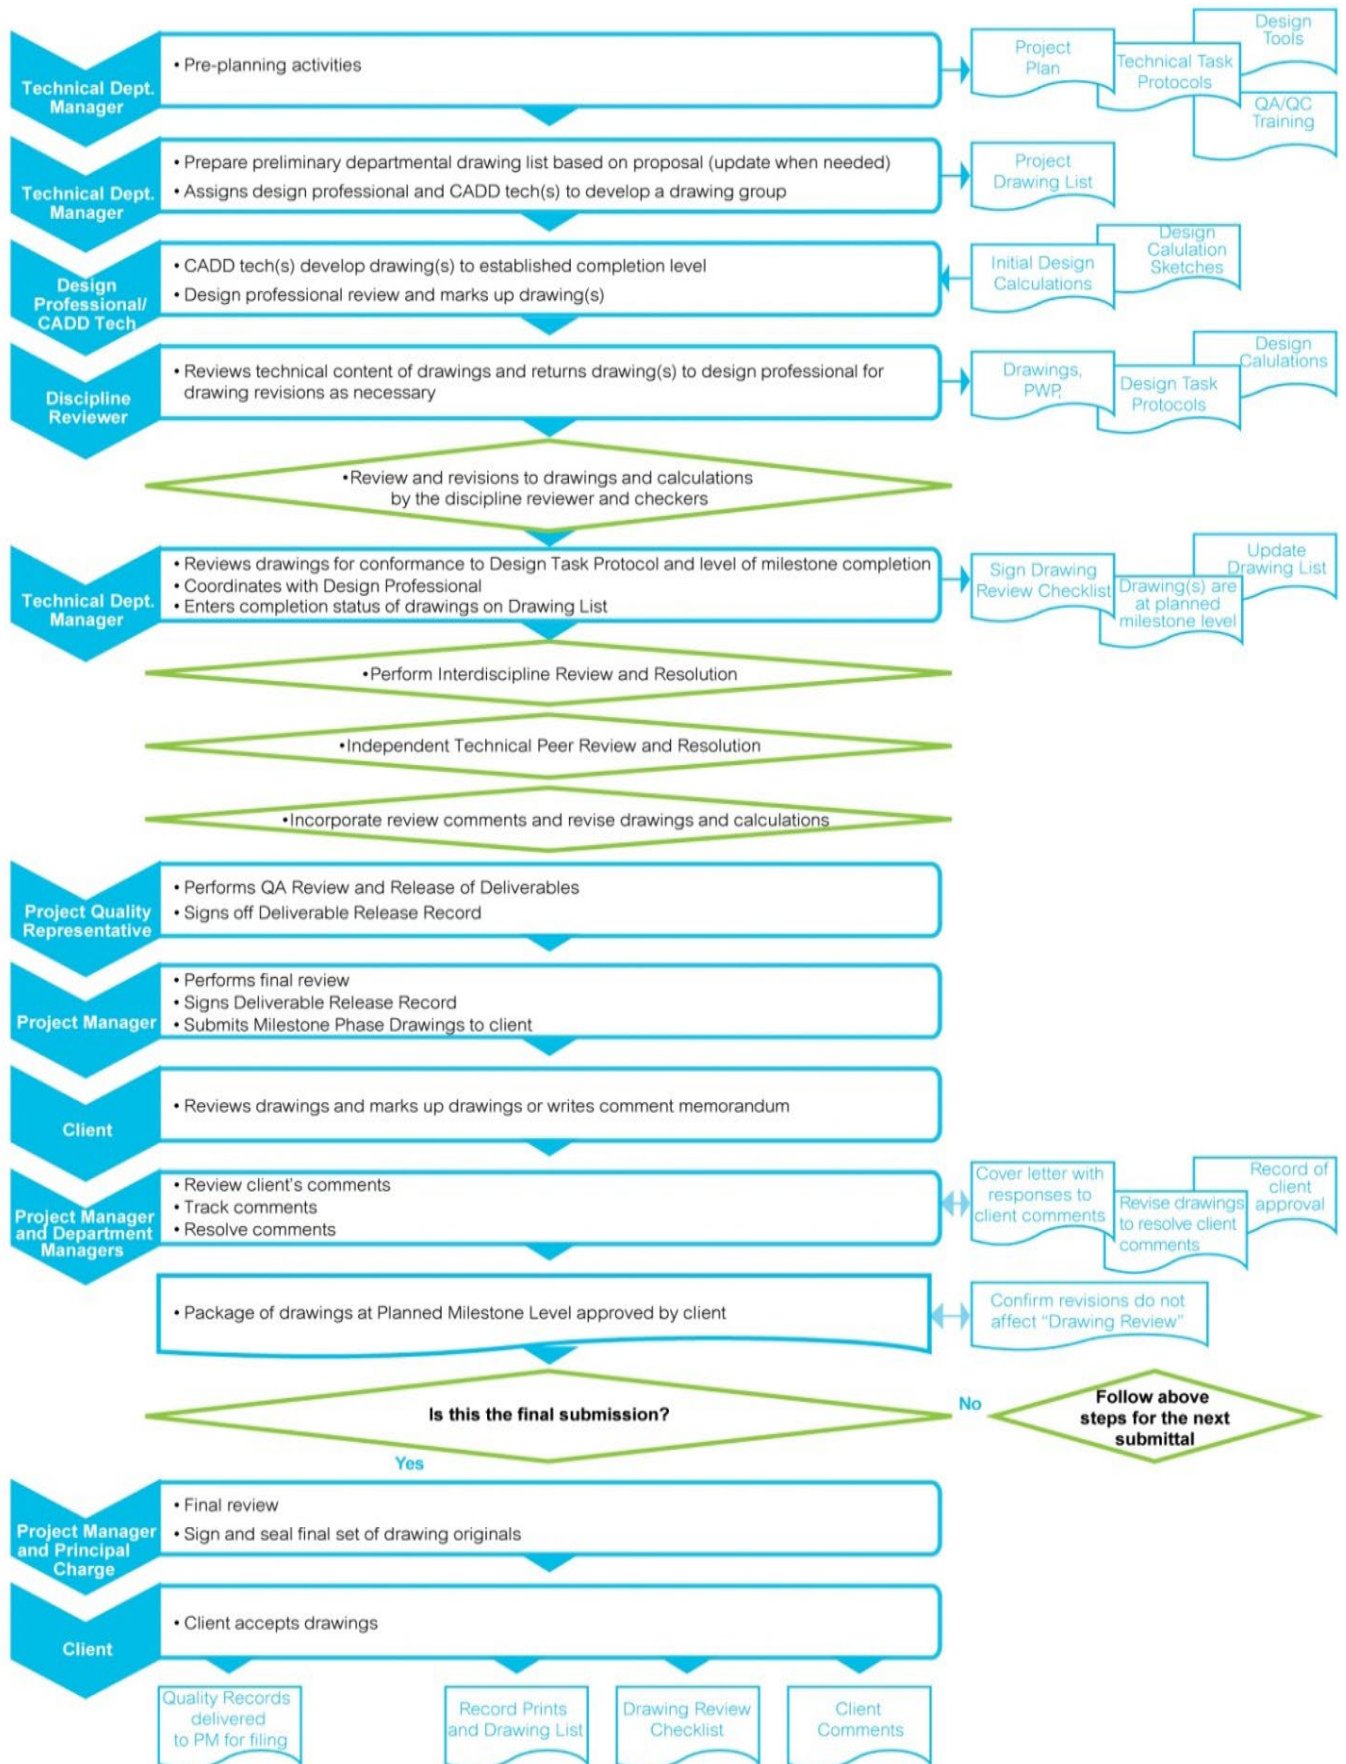 Technical Dept.
Manager
• Pre-planning activities
Project
Plan
Technical Task
Protocols
Design
Tools
QA/QC
Training
Technical Dept.
Manager
• Prepare preliminary departmental drawing list based on proposal (update when needed)
• Assigns design professional and CADD tech(s) to develop a drawing group
Project
Drawing List
Design
Professional/
CADD Tech
• CADD tech(s) develop drawing(s) to established completion level
• Design professional review and marks up drawing(s)
Initial Design
Calculations
Design
Calulation
Sketches
Discipline
Reviewer
• Reviews technical content of drawings and returns drawing(s) to design professional for
drawing revisions as necessary
Drawings,
PWP,
Design Task
Protocols
Design
Calulations
•Review and revisions to drawings and calculations
by the discipline reviewer and checkers
Technical Dept.
Manager
• Reviews drawings for conformance to Design Task Protocol and level of milestone completion
• Coordinates with Design Professional
• Enters completion status of drawings on Drawing List
Sign Drawing
Review Checklist
Drawing(s) are
at planned
milestone level
Update
Drawing List
•Perform Interdiscipline Review and Resolution
•Independent Technical Peer Review and Resolution
•Incorporate review comments and revise drawings and calculations
Project Quality
Representative
• Performs QA Review and Release of Deliverables
• Signs off Deliverable Release Record
Project Manager
• Performs final review
• Signs Deliverable Release Record
• Submits Milestone Phase Drawings to client
Client
• Reviews drawings and marks up drawings or writes comment memorandum
Project Manager
and Department
Managers
• Review client's comments
• Track comments
• Resolve comments
Cover letter with
responses to
client comments
Revise drawings
to resolve client
comments
Record of
client
approval
• Package of drawings at Planned Milestone Level approved by client
Confirm revisions do not
affect “Drawing Review”
Is this the final submission?
No
Follow above
steps for the next
submittal
Yes
Project Manager
and Principal
Charge
• Final review
• Sign and seal final set of drawing originals
Client
• Client accepts drawings
Quality Records
delivered
to PM for filing
Record Prints
and Drawing List
Drawing Review
Checklist
Client
Comments